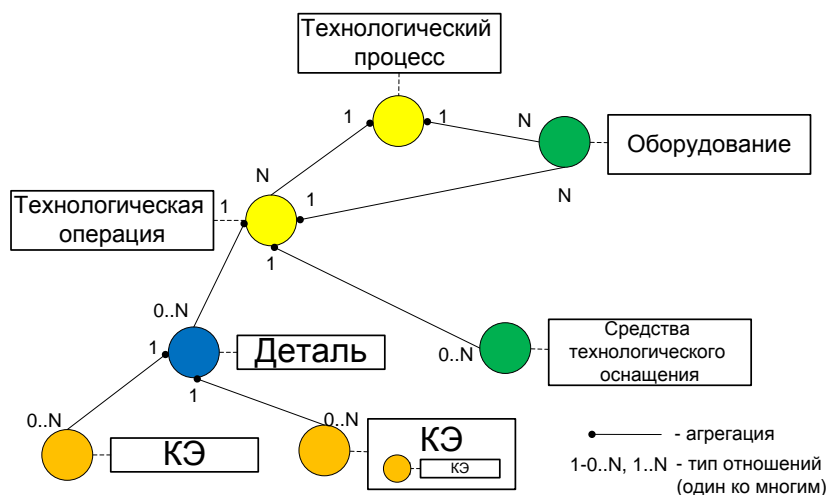 Технологический
процесс
1
1
N
Оборудование
N
N
1
1
Технологическая
операция
1
0..N
Деталь
1
1
0..N
Средства
технологического
оснащения
0..N
КЭ
0..N
КЭ
КЭ
- агрегация
1-0..N, 1..N - тип отношений
(один ко многим)